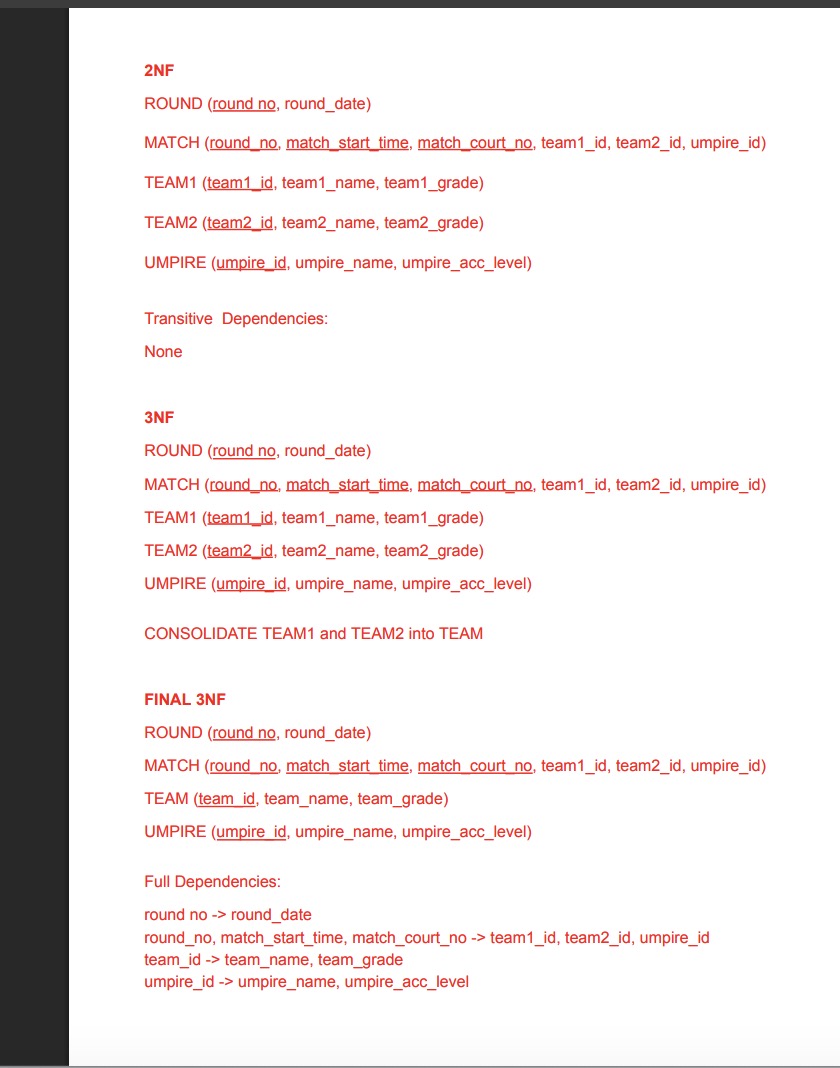 2NF
ROUND (round no, round_date)
MATCH (round_no, match_start_time, match_court_no, team1_id, team2_id, umpire_id)
TEAM1 (team1_id, team1_name, team1_grade)
TEAM2 (team2_id, team2_name, team2_grade)
UMPIRE (umpire_id, umpire_name, umpire_acc_level)
Transitive  Dependencies:
None
3NF
ROUND (round no, round_date)
MATCH (round_no, match_start_time, match_court_no, team1_id, team2_id, umpire_id)
TEAM1 (team1_id, team1_name, team1_grade)
TEAM2 (team2_id, team2_name, team2_grade)
UMPIRE (umpire_id, umpire_name, umpire_acc_level)
CONSOLIDATE TEAM1 and TEAM2 into TEAM
FINAL 3NF
ROUND (round no, round_date)
MATCH (round_no, match_start_time, match_court_no, team1_id, team2_id, umpire_id)
TEAM (team_id, team_name, team_grade)
UMPIRE (umpire_id, umpire_name, umpire_acc_level)
Full Dependencies:
round no -> round_date
round_no, match_start_time, match_court_no -> team1_id, team2_id, umpire_id
team_id -> team_name, team_grade
umpire_id -> umpire_name, umpire_acc_level